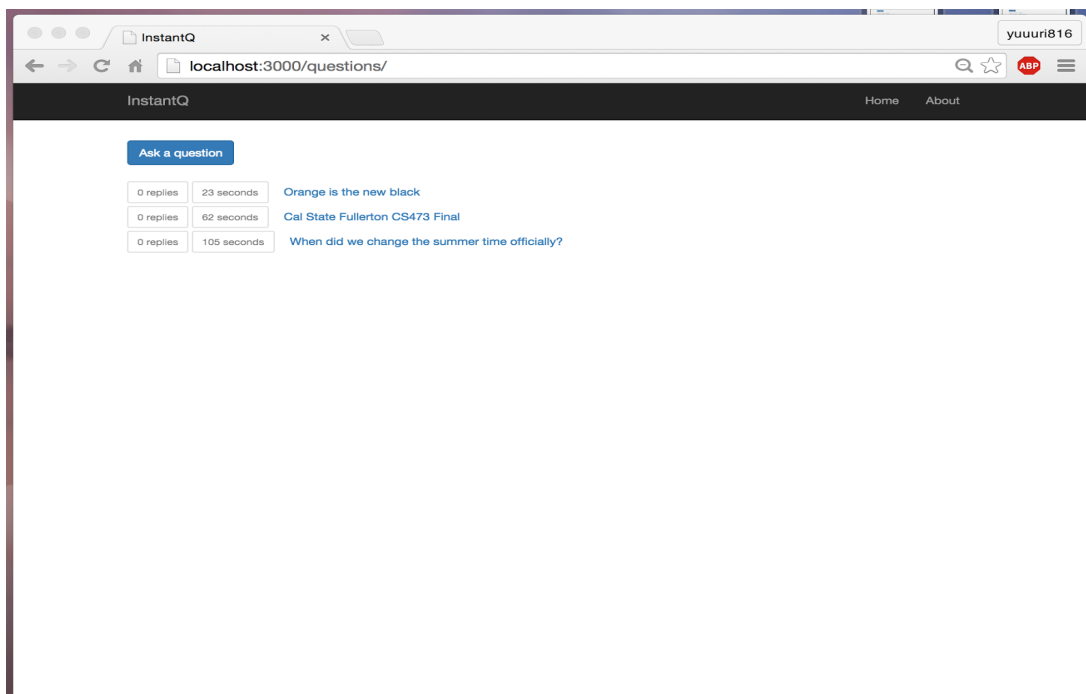 InstantQ
yuuuri816
localhost:3000/questions/
ABP
InstantQ Home About
Ask a question
0 replies 23 seconds Orange is the new black
0 replies 62 seconds Cal State Fullerton CS473 Final
0 replies 105 seconds When did we change the summer time officially?